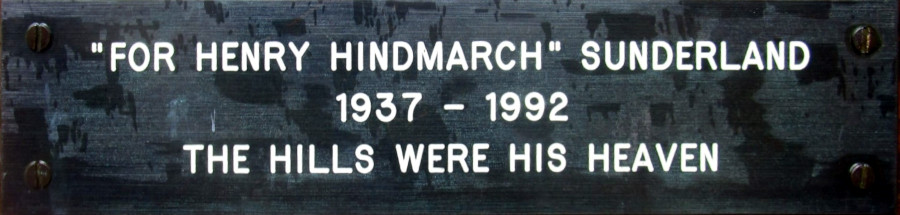 "FOR HENRY HINDMARCH" SUNDERLAND
1937 - 1992
THE HILLS WERE HIS HEAVEN